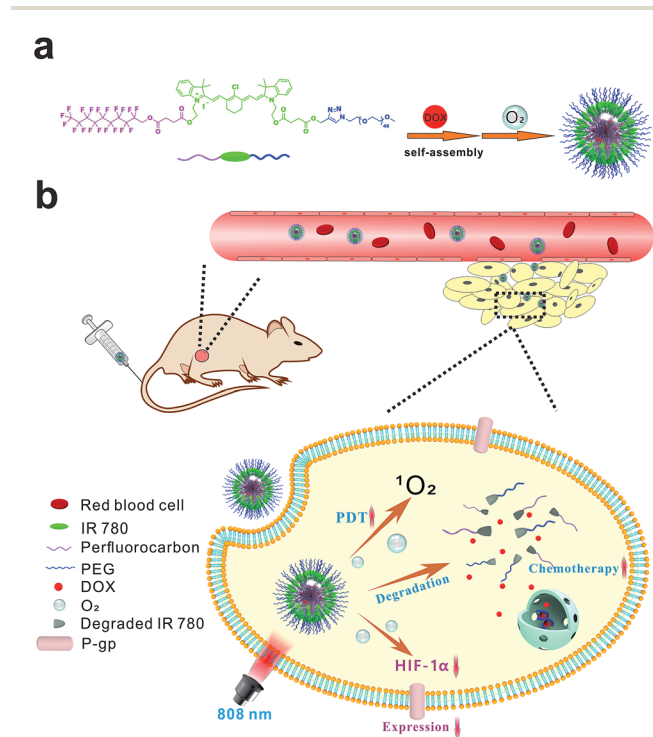 a
DOX
O₂
self-assembly
b
Red blood cell
IR 780
Perfluorocarbon
PEG
DOX
O₂
Degraded IR 780
P-gp
¹O₂
PDT
Degradation
Chemotherapy
HIF-1α
808 nm
Expression